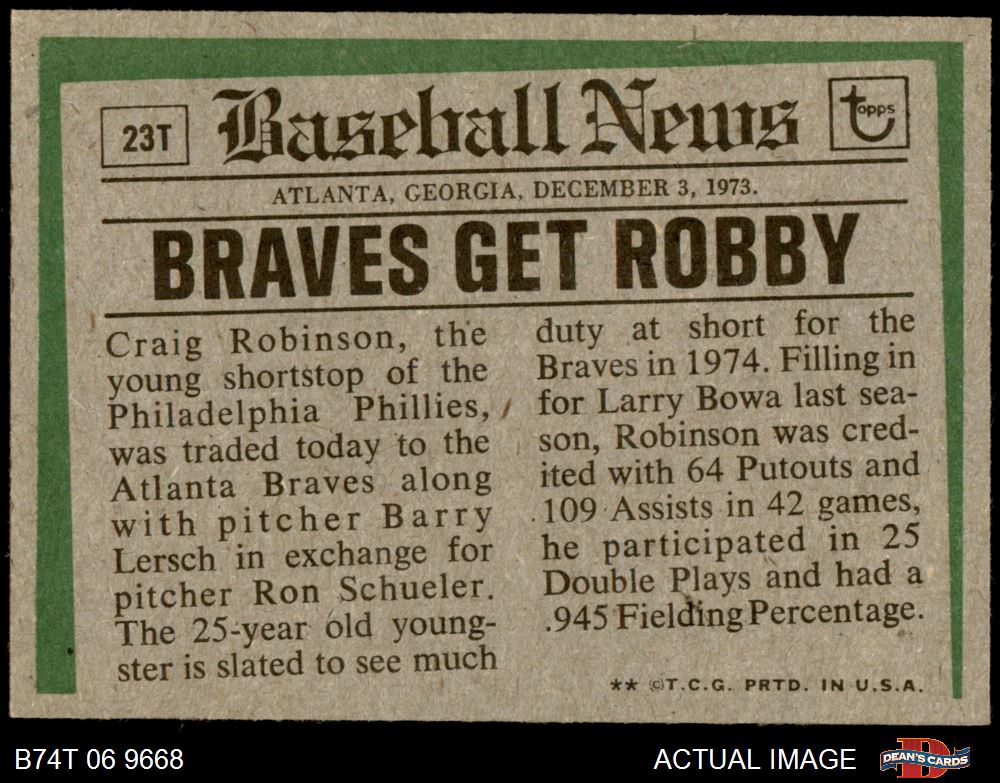 23T
Baseball News
topps
ATLANTA, GEORGIA, DECEMBER 3, 1973.
BRAVES GET ROBBY
Craig Robinson, the
young shortstop of the
Philadelphia Phillies,
was traded today to the
Atlanta Braves along
with pitcher Barry
Lersch in exchange for
pitcher Ron Schueler.
The 25-year old young-
ster is slated to see much
duty at short for the
Braves in 1974. Filling in
for Larry Bowa last sea-
son, Robinson was cred-
ited with 64 Putouts and
109 Assists in 42 games,
he participated in 25
Double Plays and had a
.945 Fielding Percentage.
** ©T.C.G. PRTD. IN U.S.A.
B74T 06 9668
ACTUAL IMAGE
DEAN'S CARDS